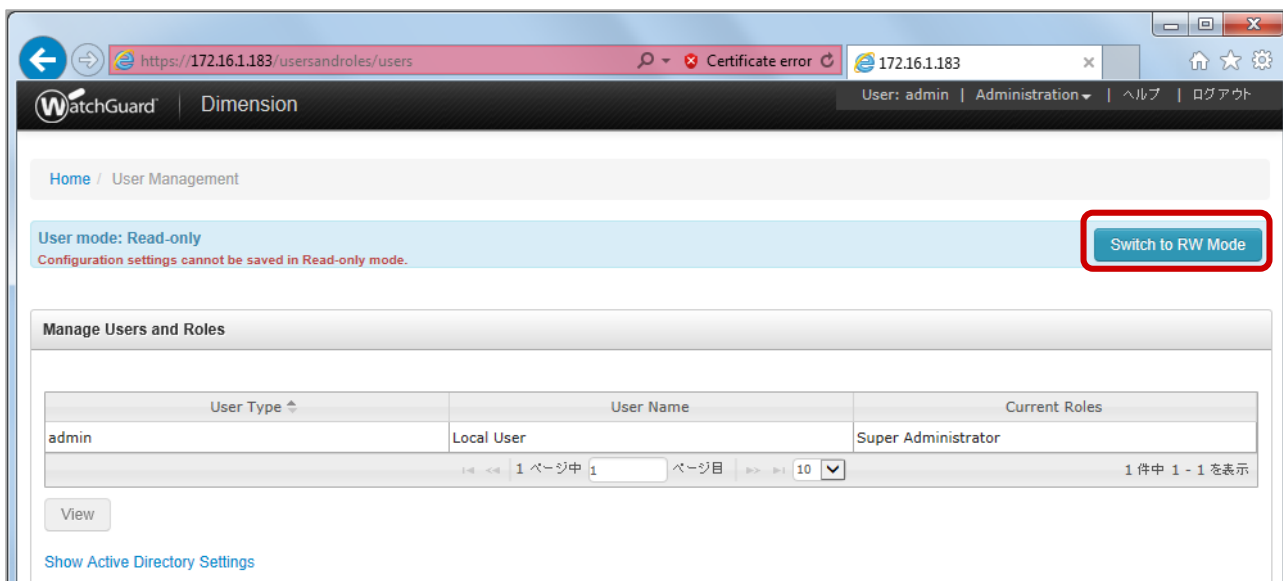 https://172.16.1.183/usersandroles/users
Certificate error
172.16.1.183
WatchGuard
Dimension
User: admin | Administration | ヘルプ | ログアウト
Home / User Management
User mode: Read-only
Configuration settings cannot be saved in Read-only mode.
Switch to RW Mode
Manage Users and Roles
User Type User Name Current Roles
admin Local User Super Administrator
1 ページ中 1 ページ目 10 1 件中 1 - 1 を表示
View
Show Active Directory Settings